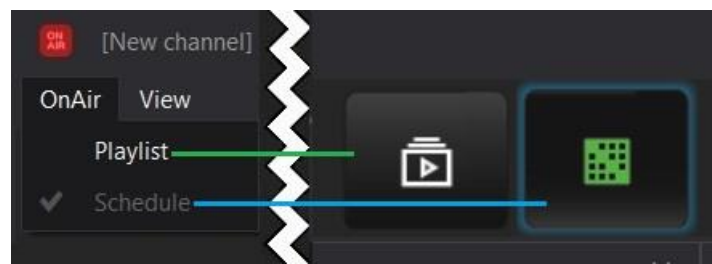 ON
AIR
[New channel]
OnAir View
Playlist
Schedule